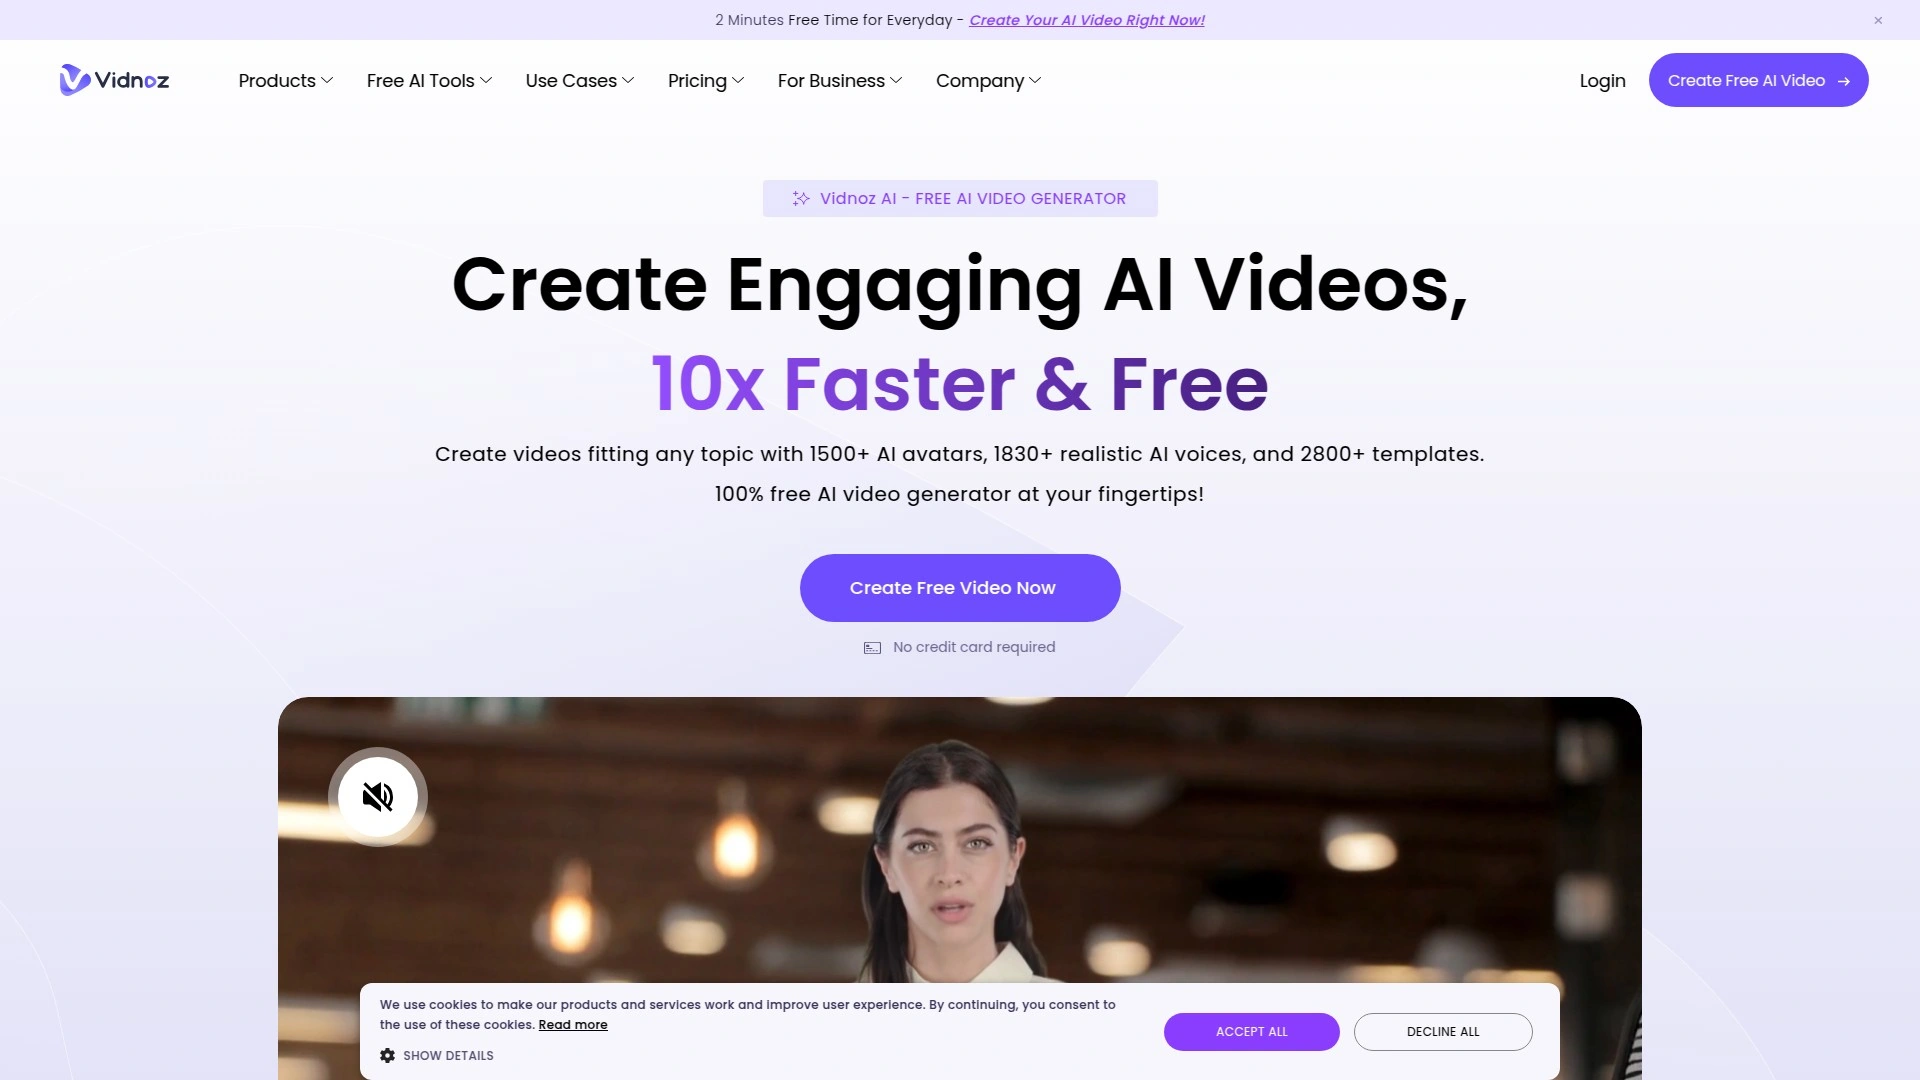 2 Minutes Free Time for Everyday - Create Your AI Video Right Now!
Vidnoz
Products
Free AI Tools
Use Cases
Pricing
For Business
Company
Login
Create Free AI Video
Vidnoz AI - FREE AI VIDEO GENERATOR
Create Engaging AI Videos,
10x Faster & Free
Create videos fitting any topic with 1500+ AI avatars, 1830+ realistic AI voices, and 2800+ templates.
100% free AI video generator at your fingertips!
Create Free Video Now
No credit card required
We use cookies to make our products and services work and improve user experience. By continuing, you consent to
the use of these cookies. Read more
SHOW DETAILS
ACCEPT ALL
DECLINE ALL